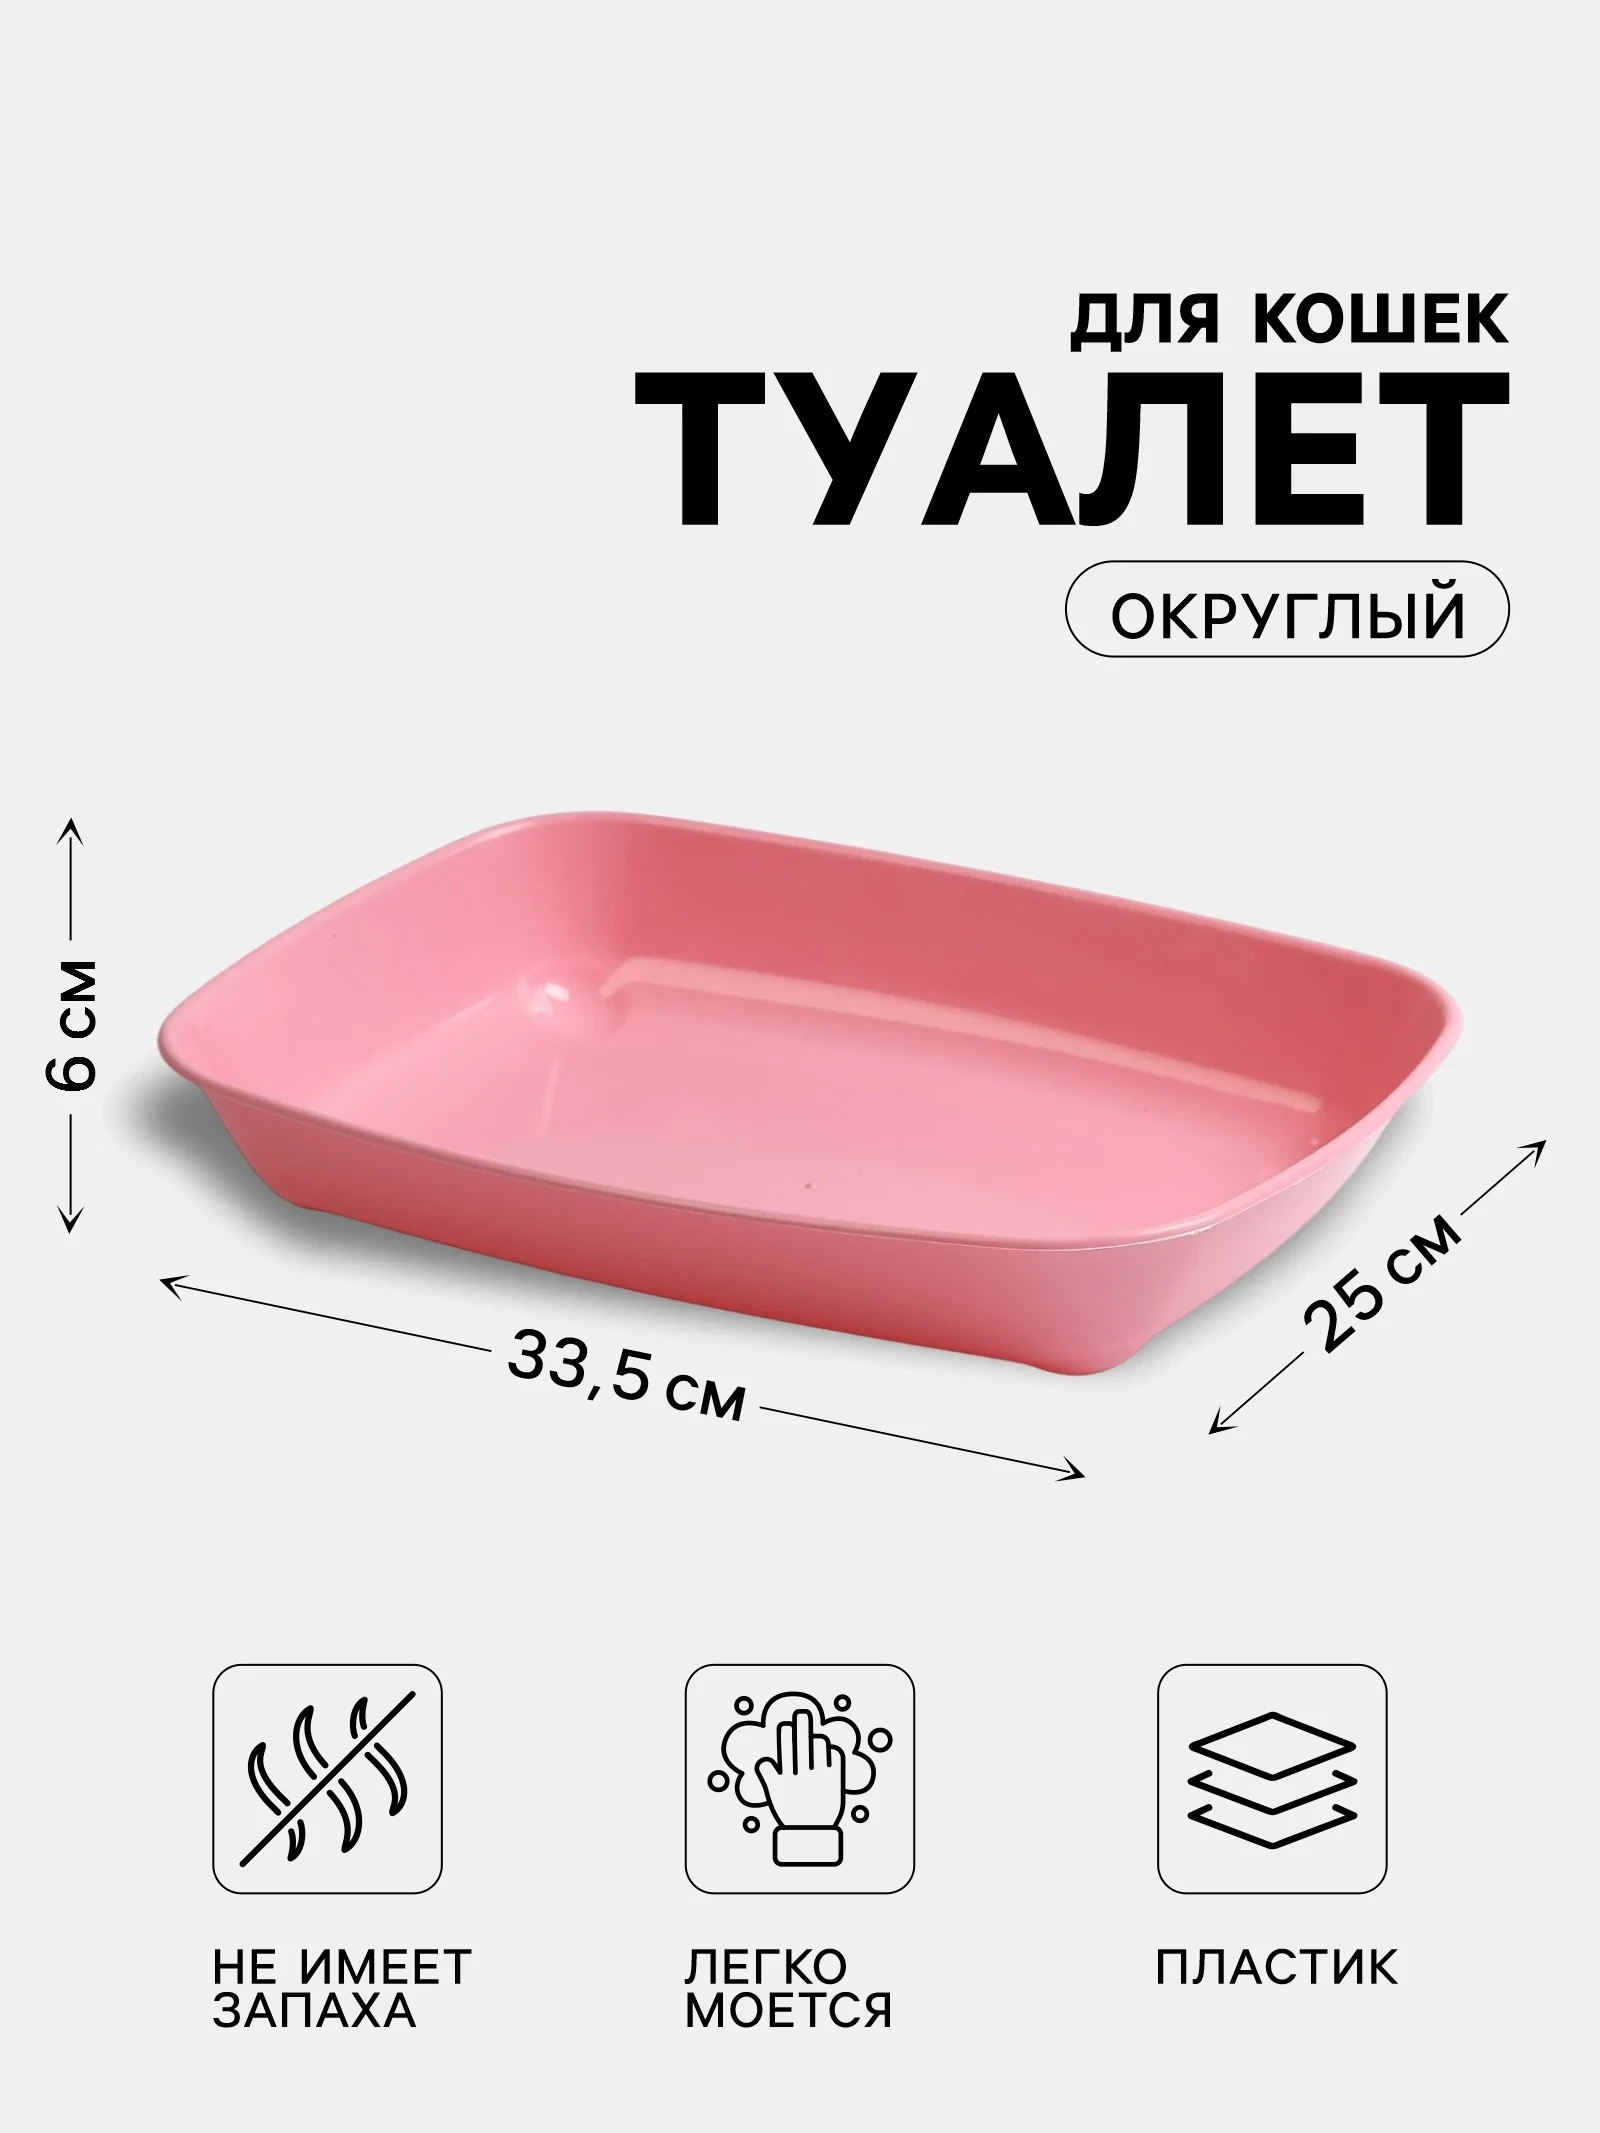 ДЛЯ КОШЕК
ТУАЛЕТ
ОКРУГЛЫЙ
6 см
33,5 см
25 см
НЕ ИМЕЕТ
ЗАПАХА
ЛЕГКО
МОЕТСЯ
ПЛАСТИК